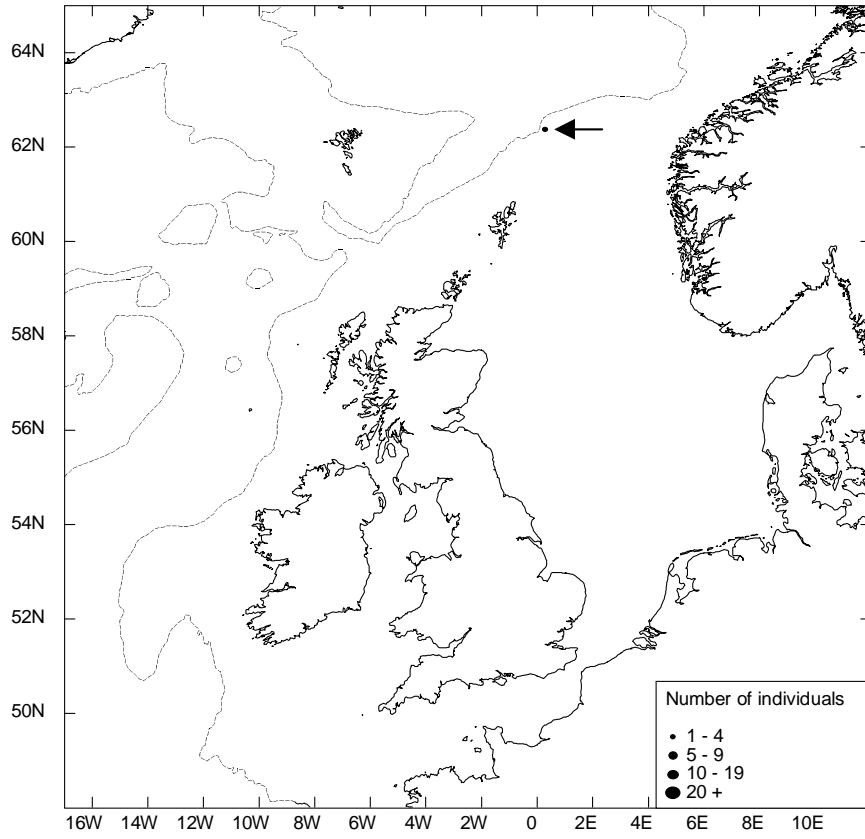 64N
62N
60N
58N
56N
54N
52N
50N
Number of individuals
1 - 4
5 - 9
10 - 19
20 +
16W 14W 12W 10W 8W 6W 4W 2W 0 2E 4E 6E 8E 10E